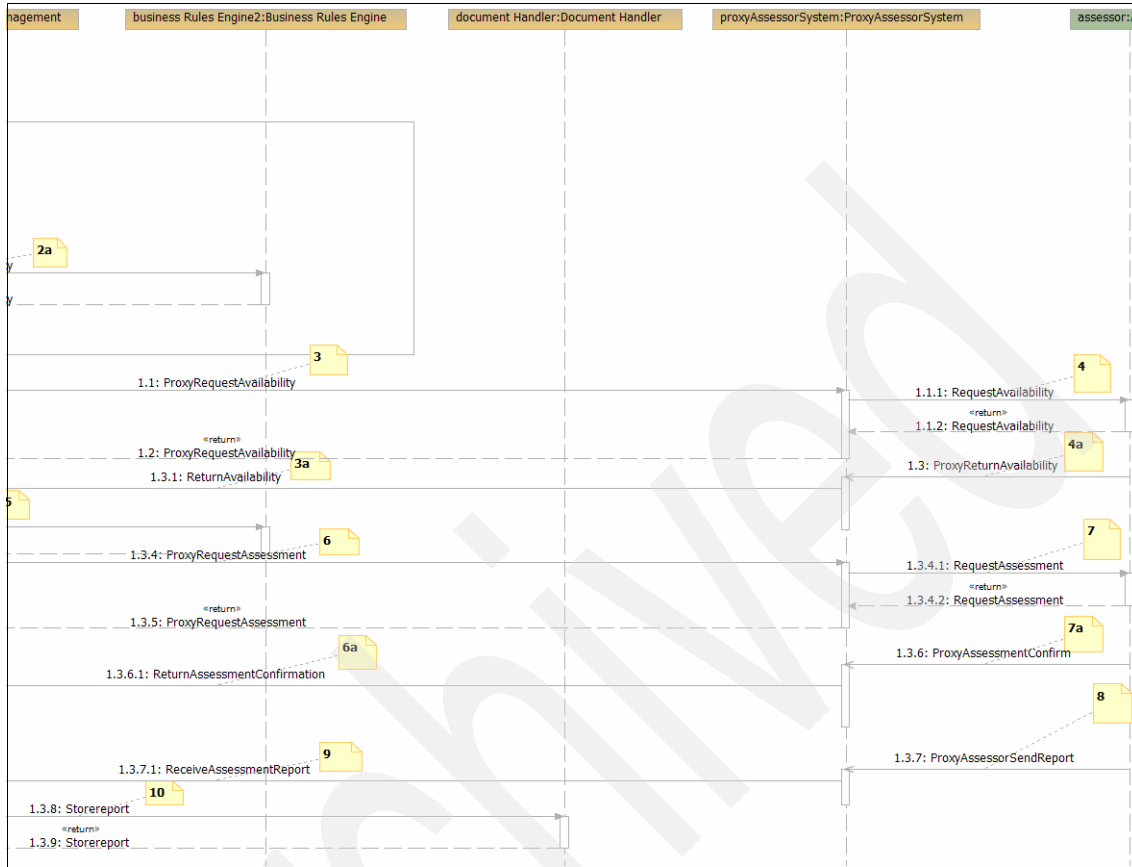 nagement
business Rules Engine2:Business Rules Engine
document Handler:Document Handler
proxyAssessorSystem:ProxyAssessorSystem
assessor:
2a
y
y
3
1.1: ProxyRequestAvailability
4
1.1.1: RequestAvailability
«return»
1.1.2: RequestAvailability
«return»
1.2: ProxyRequestAvailability
4a
1.3: ProxyReturnAvailability
3a
1.3.1: ReturnAvailability
5
6
1.3.4: ProxyRequestAssessment
7
1.3.4.1: RequestAssessment
«return»
1.3.4.2: RequestAssessment
«return»
1.3.5: ProxyRequestAssessment
7a
1.3.6: ProxyAssessmentConfirm
6a
1.3.6.1: ReturnAssessmentConfirmation
8
1.3.7: ProxyAssessorSendReport
9
1.3.7.1: ReceiveAssessmentReport
10
1.3.8: Storereport
«return»
1.3.9: Storereport
hived